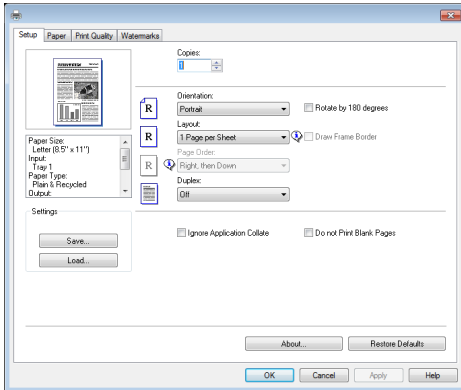 Setup
Paper
Print Quality
Watermarks
Copies:
1
Orientation:
Portrait
Rotate by 180 degrees
Layout:
1 Page per Sheet
Draw Frame Border
Page Order:
Right, then Down
Duplex:
Off
Paper Size:
Letter (8.5" x 11")
Input:
Tray 1
Paper Type:
Plain & Recycled
Output:
Settings
Save...
Load...
Ignore Application Collate
Do not Print Blank Pages
About...
Restore Defaults
OK
Cancel
Apply
Help
R
R
R